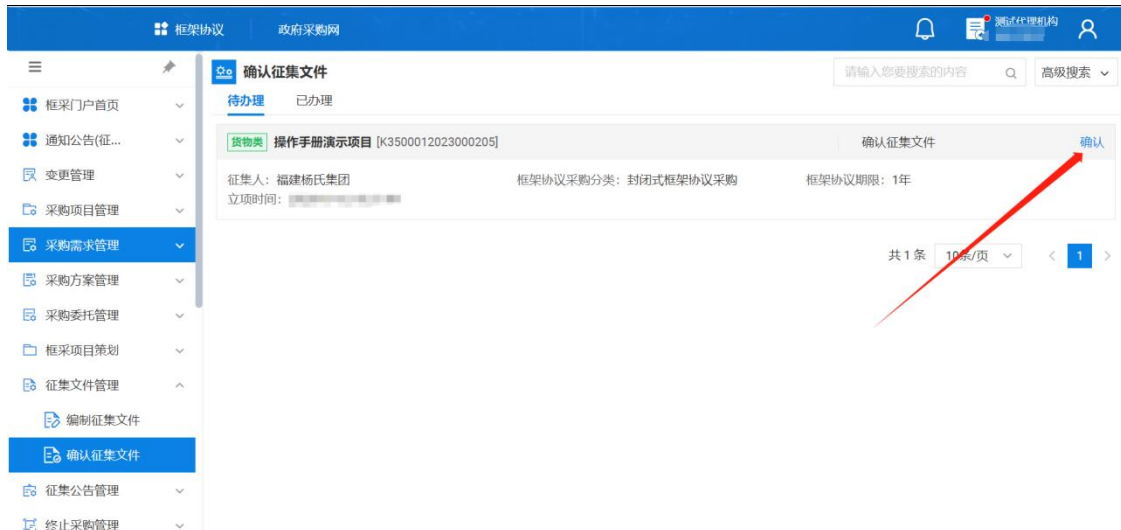 框架协议 政府采购网 测试代理机构
确认征集文件 请输入您要搜索的内容 高级搜索
待办理 已办理
框采门户首页
通知公告(征...
变更管理
采购项目管理
采购需求管理
采购方案管理
采购委托管理
框采项目策划
征集文件管理
编制征集文件
确认征集文件
征集公告管理
终止采购管理
货物类 操作手册演示项目 [K3500012023000205] 确认征集文件 确认
征集人: 福建杨氏集团 框架协议采购分类: 封闭式框架协议采购 框架协议期限: 1年
立项时间:
共 1 条 10条/页 < 1 >